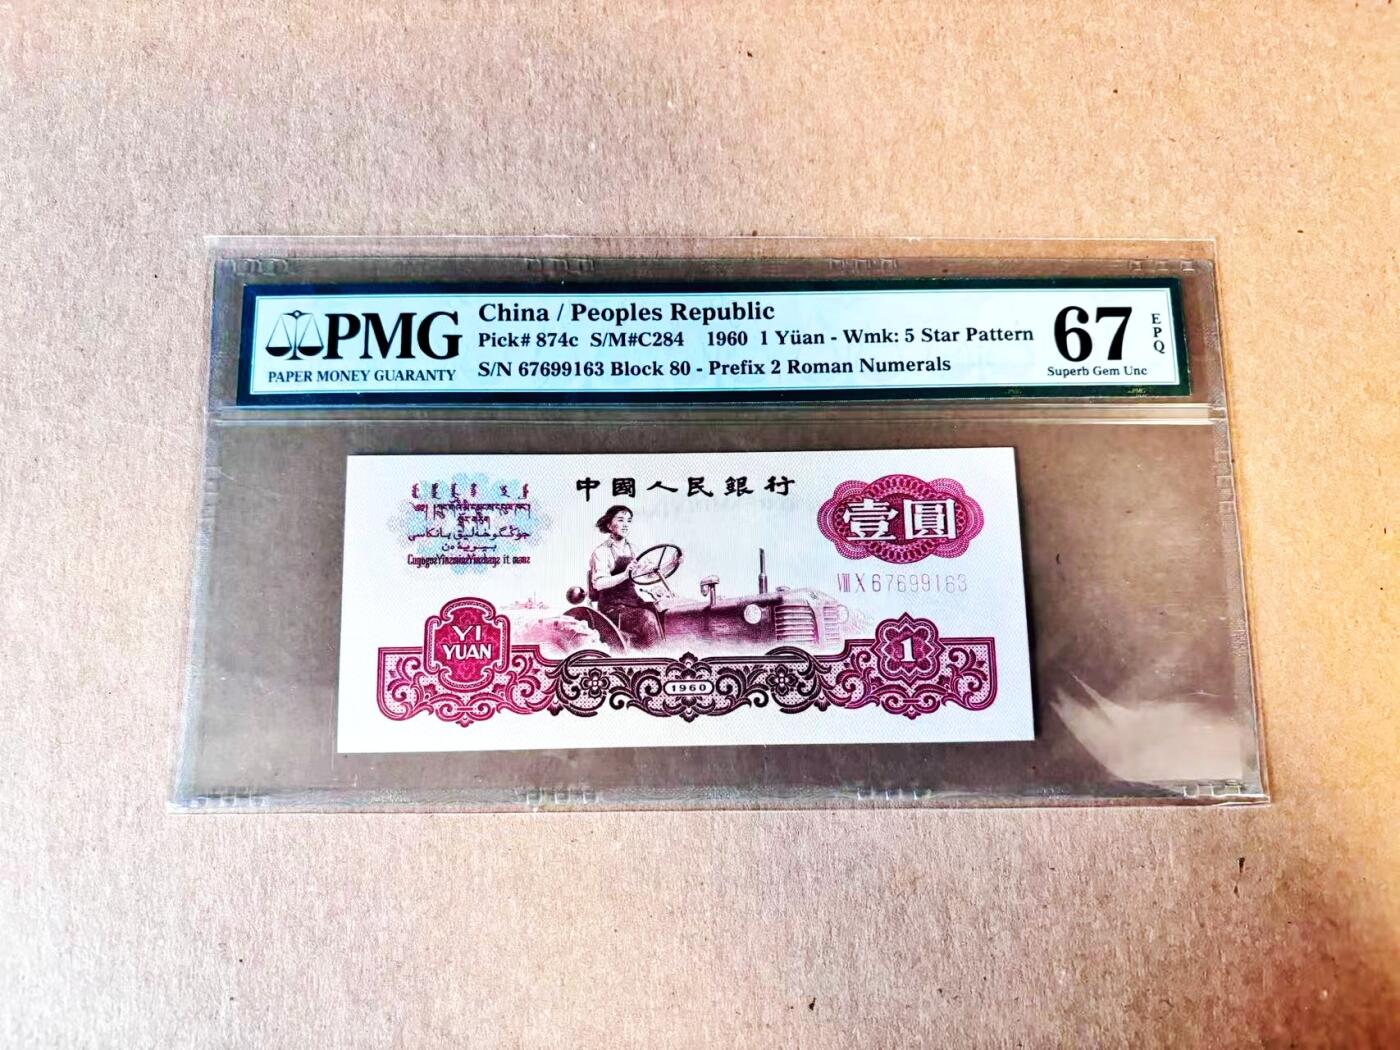 PMG
PAPER MONEY GUARANTY
China / Peoples Republic
Pick# 874c S/M#C284 1960 1 Yüan - Wmk: 5 Star Pattern
S/N 67699163 Block 80 - Prefix 2 Roman Numerals
67
EPQ
Superb Gem Unc
中國人民銀行
壹圓
VIII X 67699163
YI
YUAN
1960
1